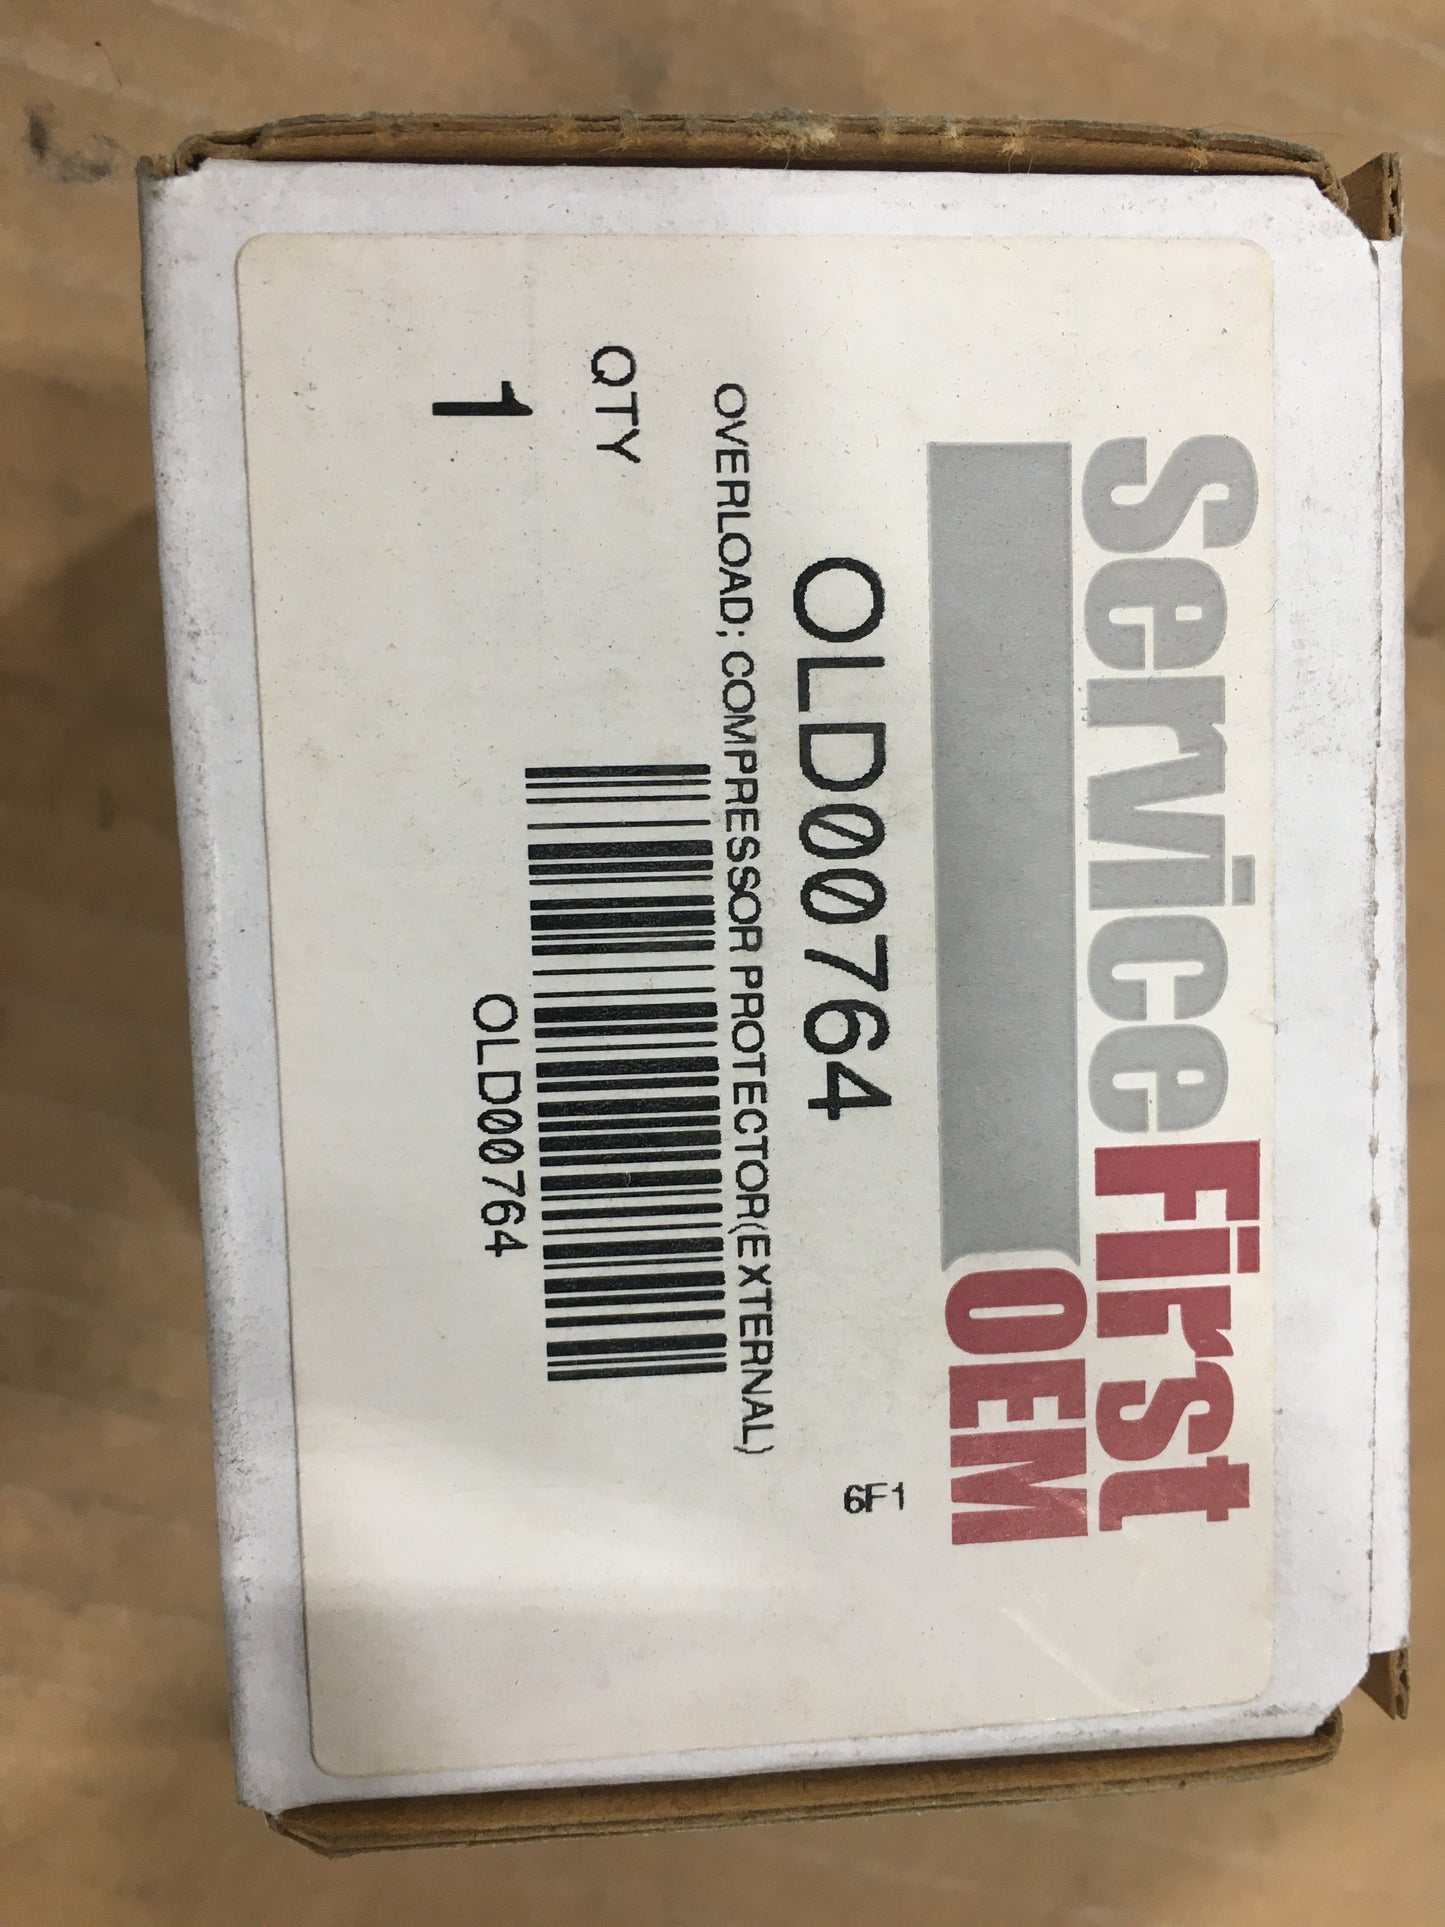 ServiceFirst
OEM
6F1
OLD00764
OVERLOAD; COMPRESSOR PROTECTOR(EXTERNAL)
QTY
1
OLD00764